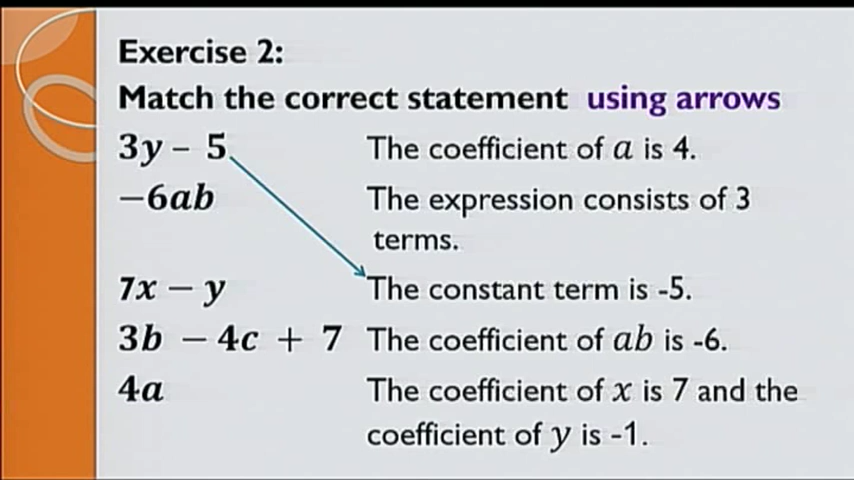 Exercise 2:
Match the correct statement using arrows
3y – 5 The coefficient of a is 4.
−6ab The expression consists of 3
terms.
7x − y The constant term is -5.
3b − 4c + 7 The coefficient of ab is -6.
4a The coefficient of x is 7 and the
coefficient of y is -1.